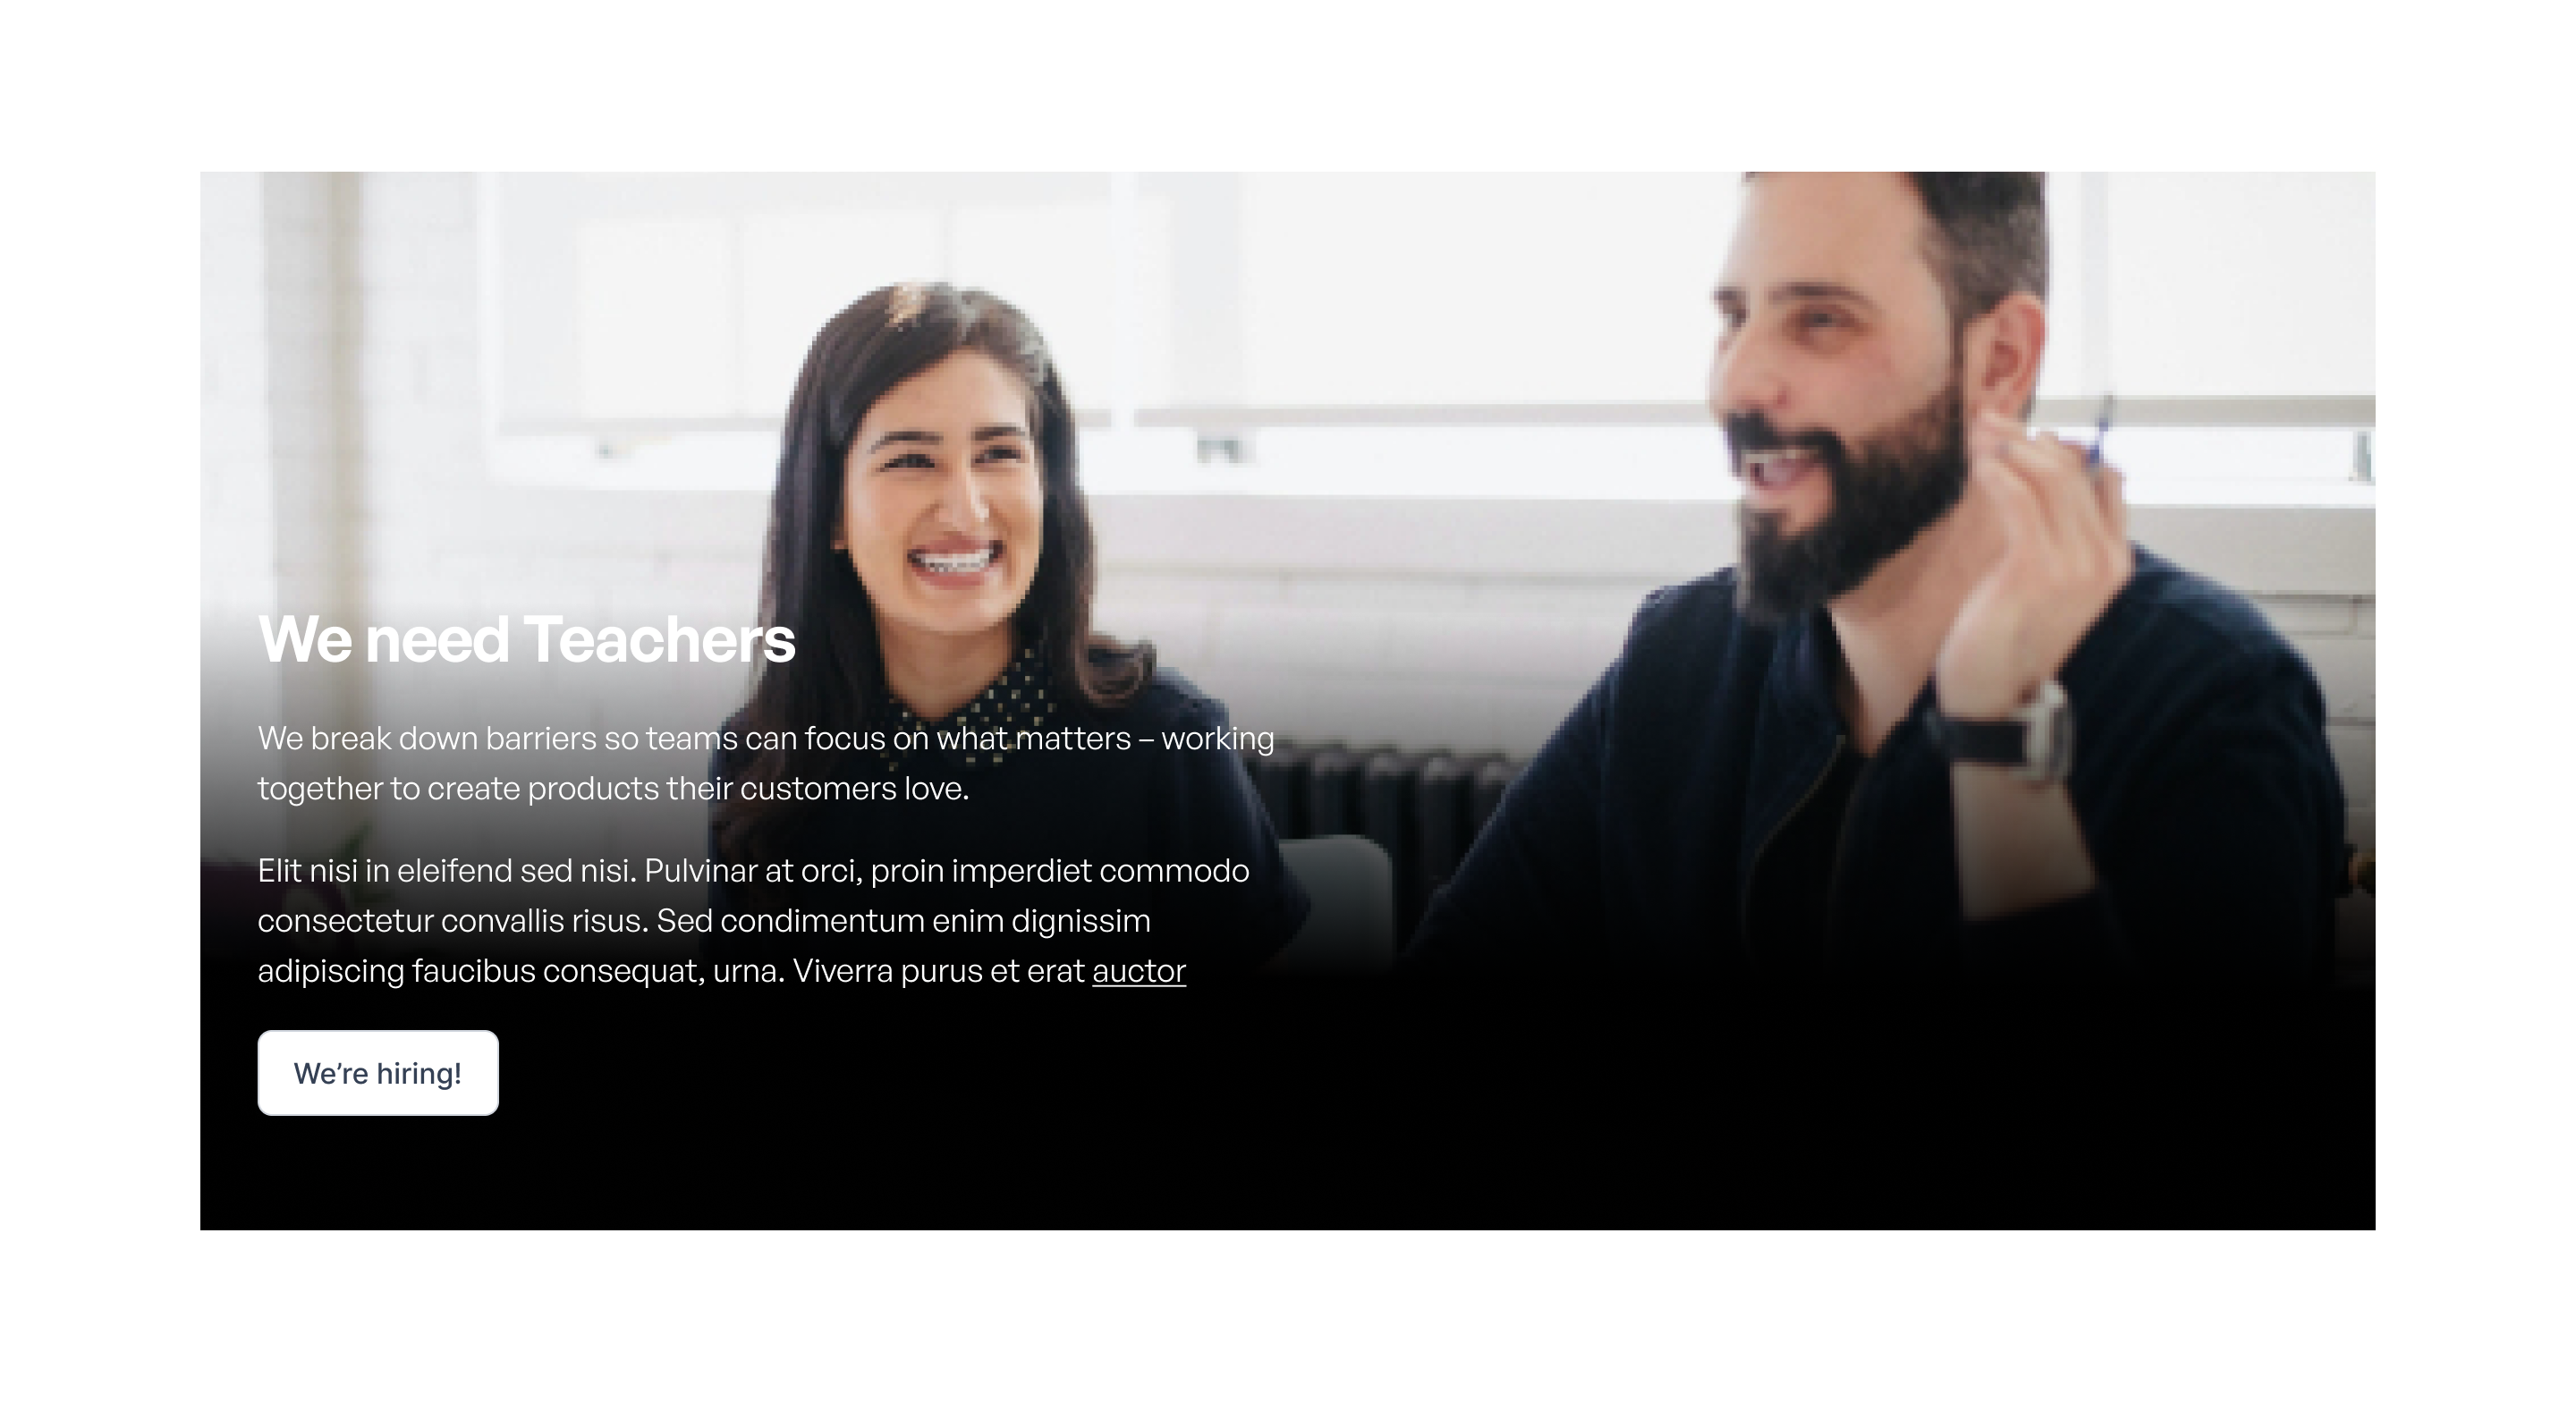 We need Teachers
We break down barriers so teams can focus on what matters – working
together to create products their customers love.
Elit nisi in eleifend sed nisi. Pulvinar at orci, proin imperdiet commodo
consectetur convallis risus. Sed condimentum enim dignissim
adipiscing faucibus consequat, urna. Viverra purus et erat auctor
We’re hiring!